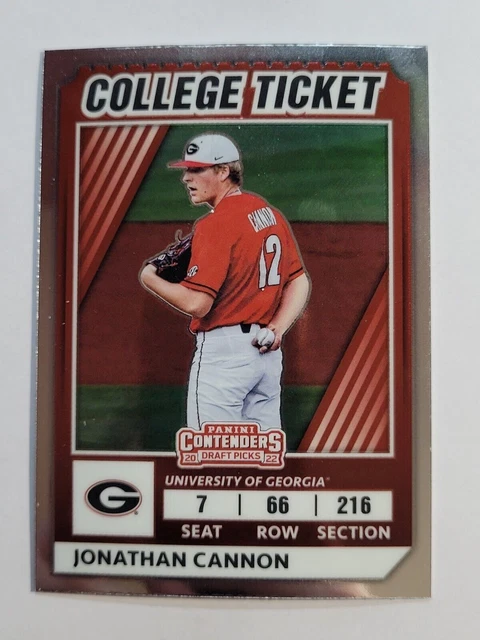 COLLEGE TICKET
G
CANNON
12
PANINI
CONTENDERS
20 DRAFT PICKS 22
UNIVERSITY OF GEORGIA
G
7 | 66 | 216
SEAT ROW SECTION
JONATHAN CANNON